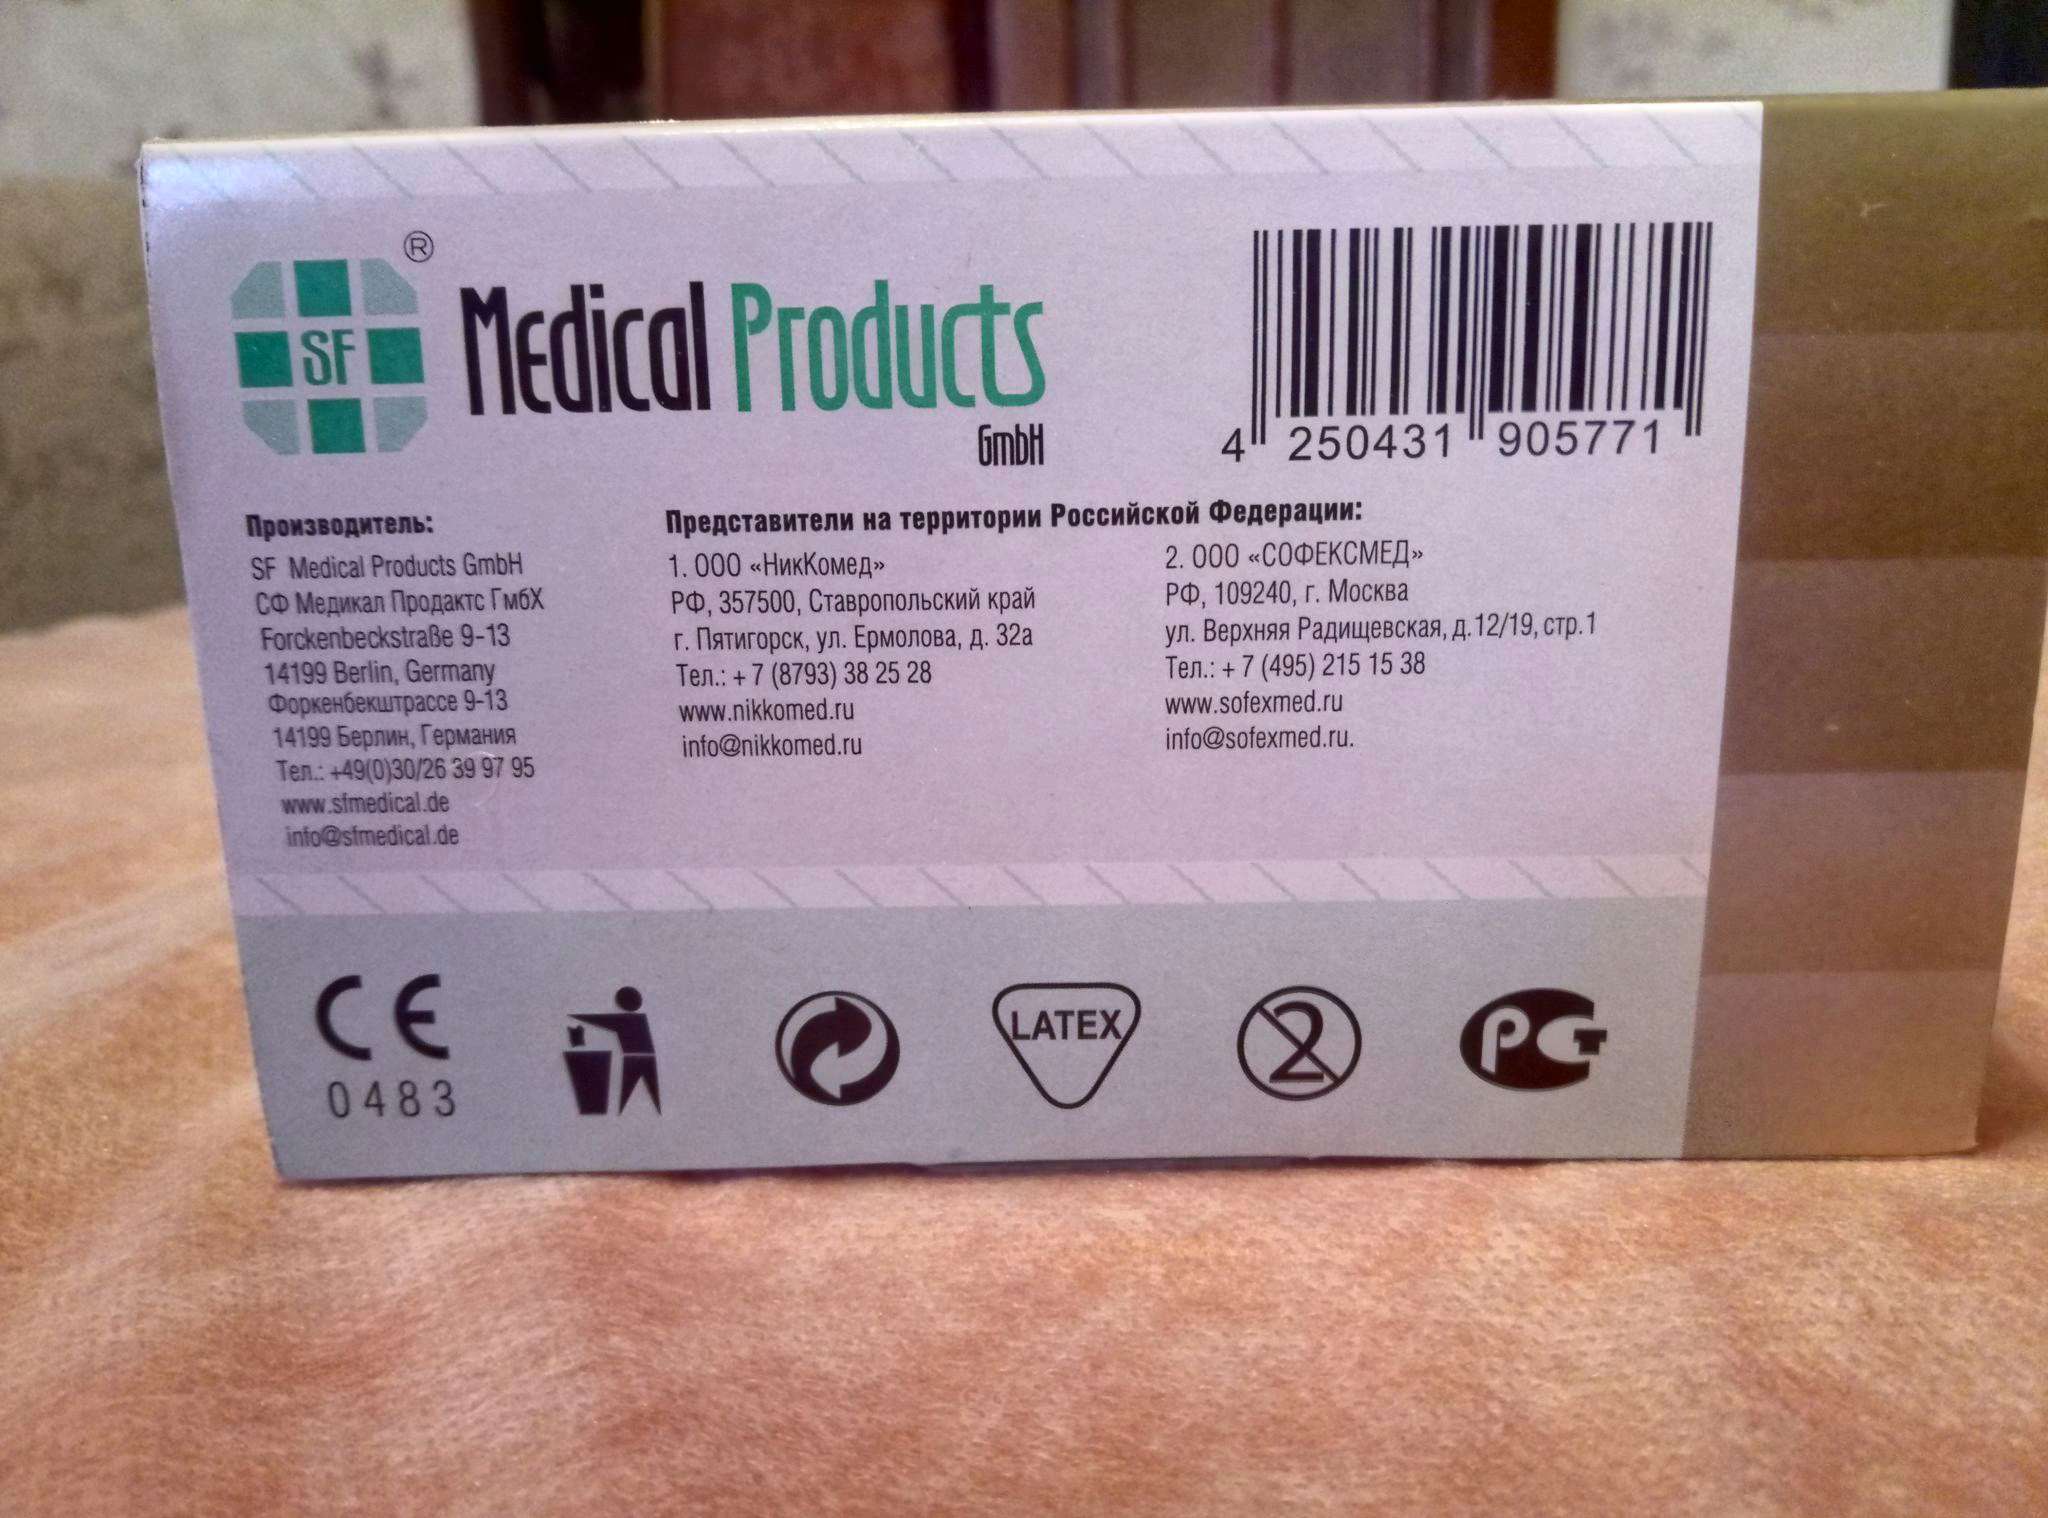 ®
SF
Medical Products
GmbH
4 250431 905771
Производитель:
SF Medical Products GmbH
СФ Медикал Продактс ГмбХ
Forckenbeckstraße 9-13
14199 Berlin, Germany
Форкенбекштрассе 9-13
14199 Берлин, Германия
Тел.: +49(0)30/26 39 97 95
www.sfmedical.de
info@sfmedical.de
Представители на территории Российской Федерации:
1. ООО «НикКомед»
РФ, 357500, Ставропольский край
г. Пятигорск, ул. Ермолова, д. 32а
Тел.: + 7 (8793) 38 25 28
www.nikkomed.ru
info@nikkomed.ru
2. ООО «СОФЕКСМЕД»
РФ, 109240, г. Москва
ул. Верхняя Радищевская, д.12/19, стр.1
Тел.: + 7 (495) 215 15 38
www.sofexmed.ru
info@sofexmed.ru.
CE
0483
LATEX
2
РСТ